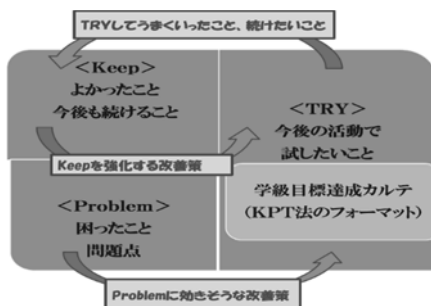 TRYしてうまくいったこと、続けたいこと
＜Keep＞
よかったこと
今後も続けること
Keepを強化する改善策
＜Problem＞
困ったこと
問題点
＜TRY＞
今後の活動で
試したいこと
学級目標達成カルテ
（KPT法のフォーマット）
Problemに効きそうな改善策